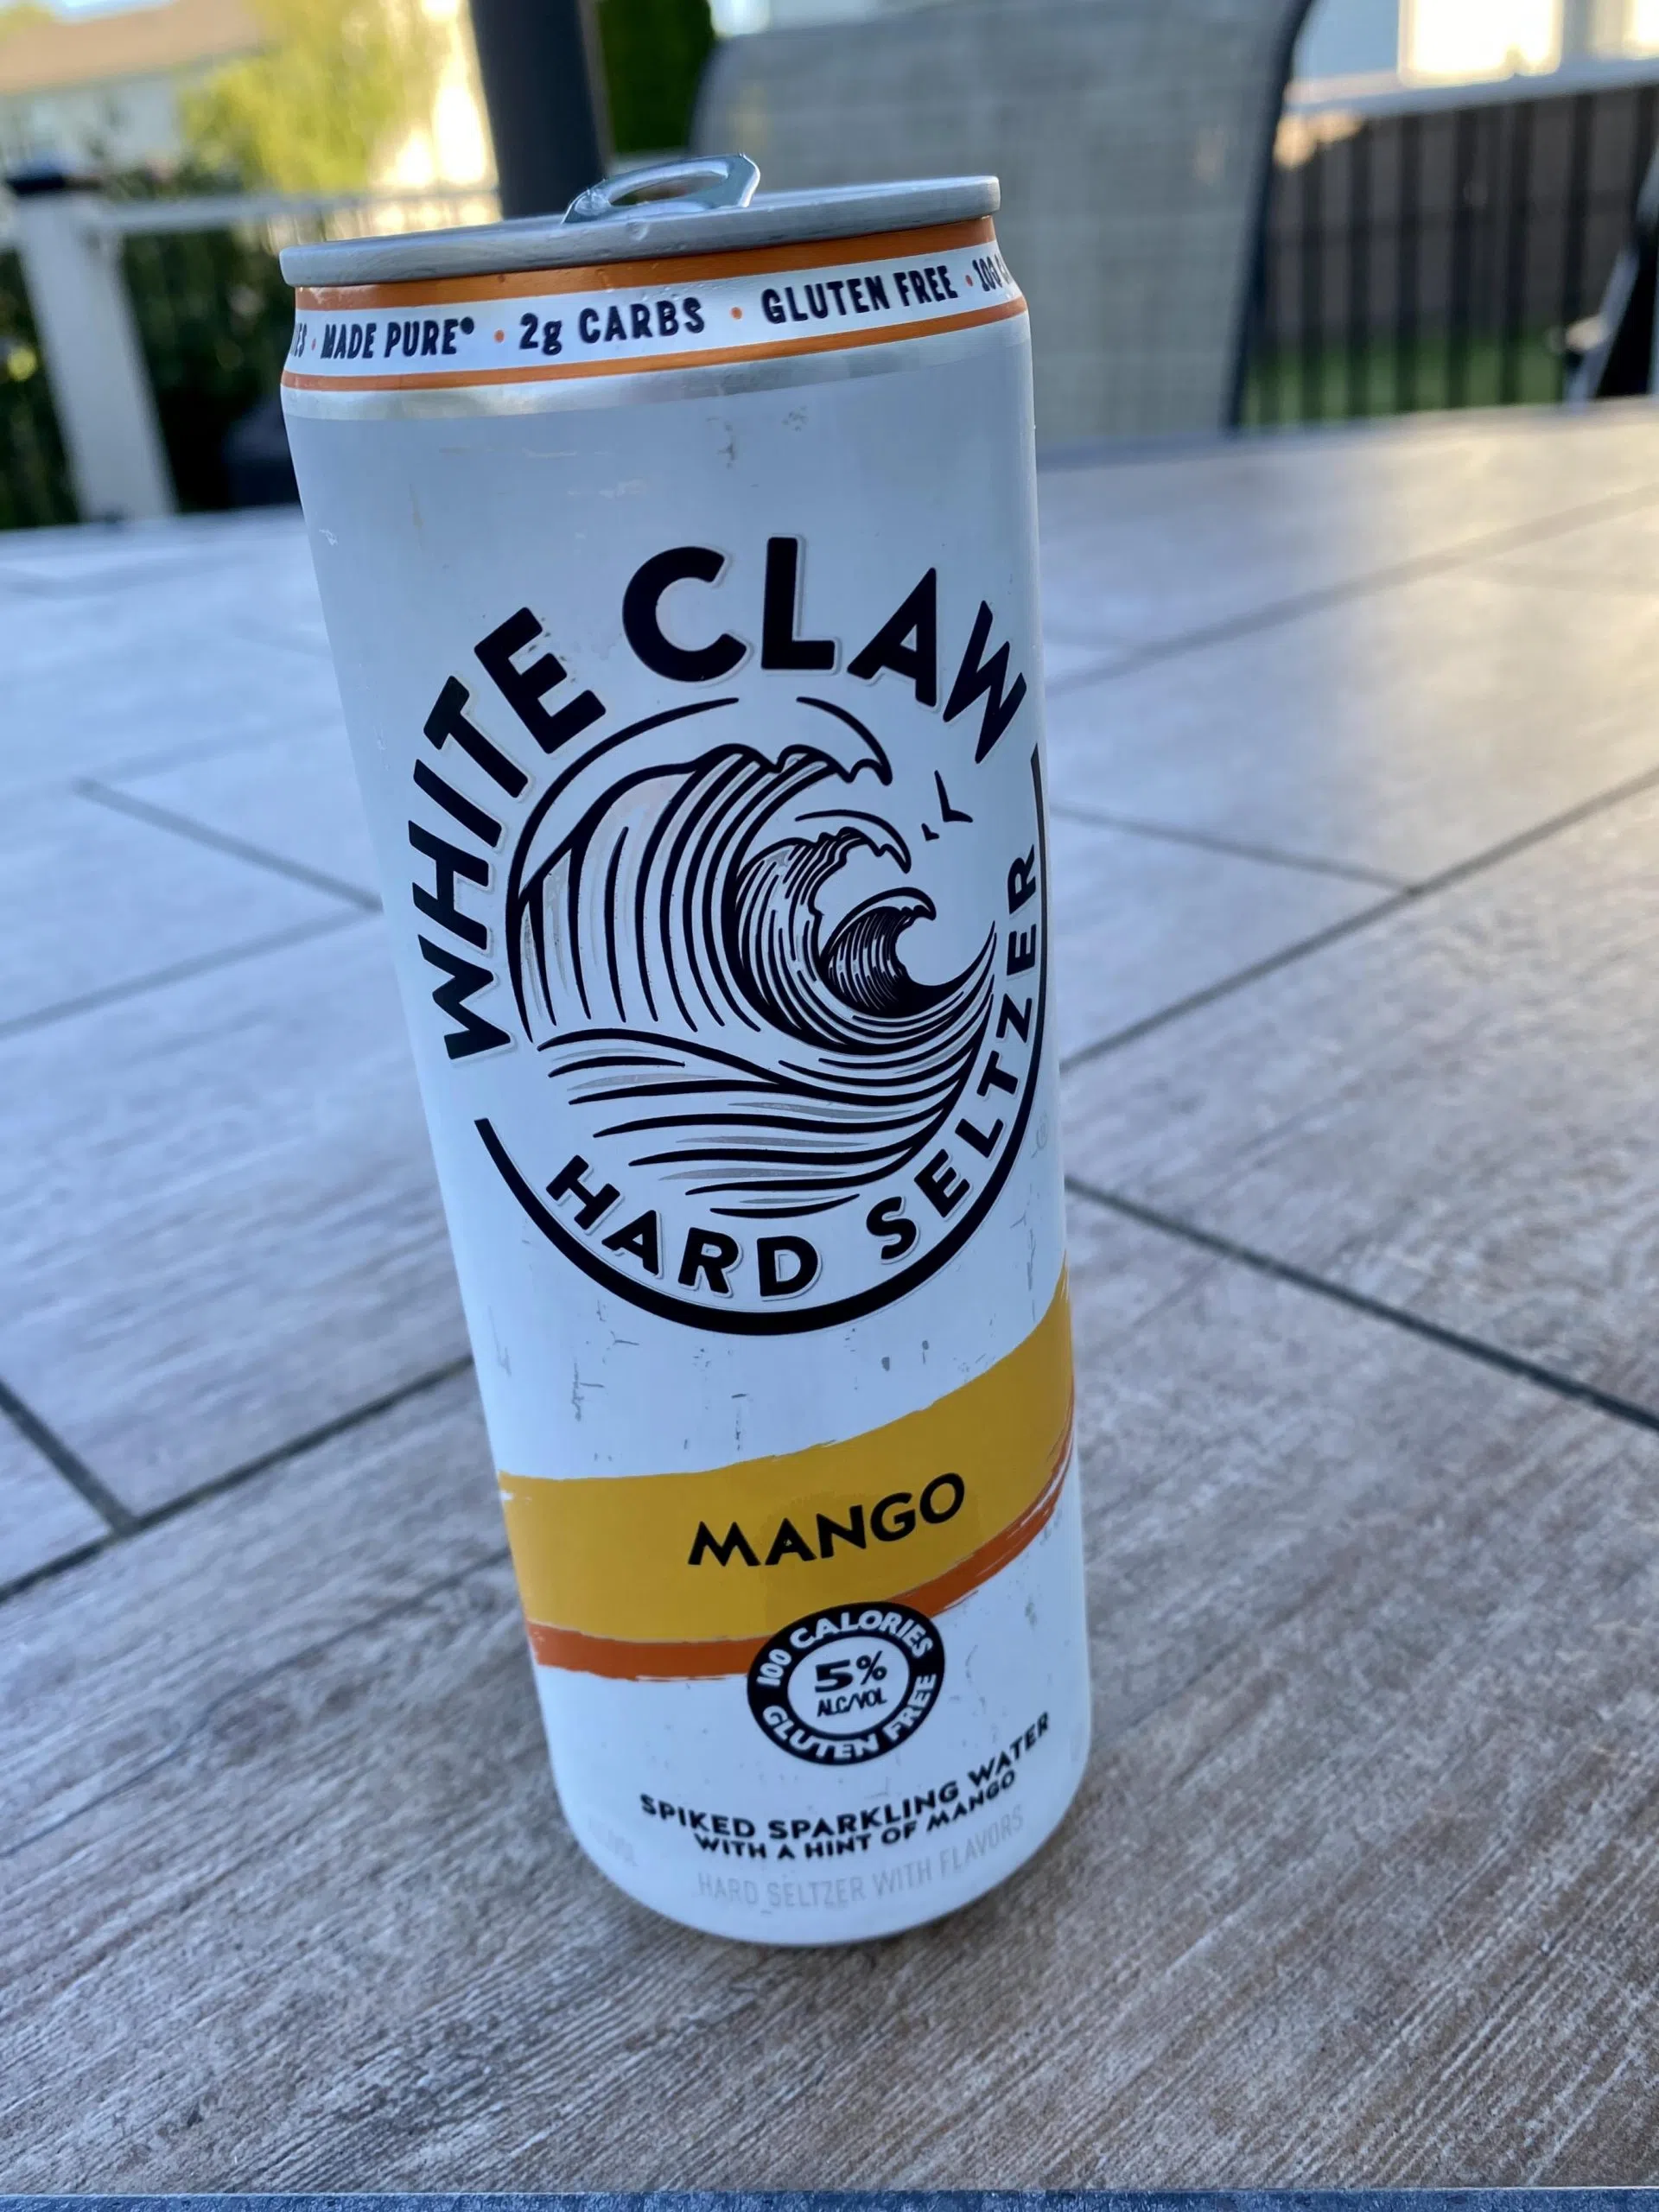 MADE PURE® • 2g CARBS • GLUTEN FREE • 100
WHITE CLAW
HARD SELTZER
MANGO
100 CALORIES
5%
ALC/VOL
GLUTEN FREE
SPIKED SPARKLING WATER
WITH A HINT OF MANGO
HARD SELTZER WITH FLAVORS